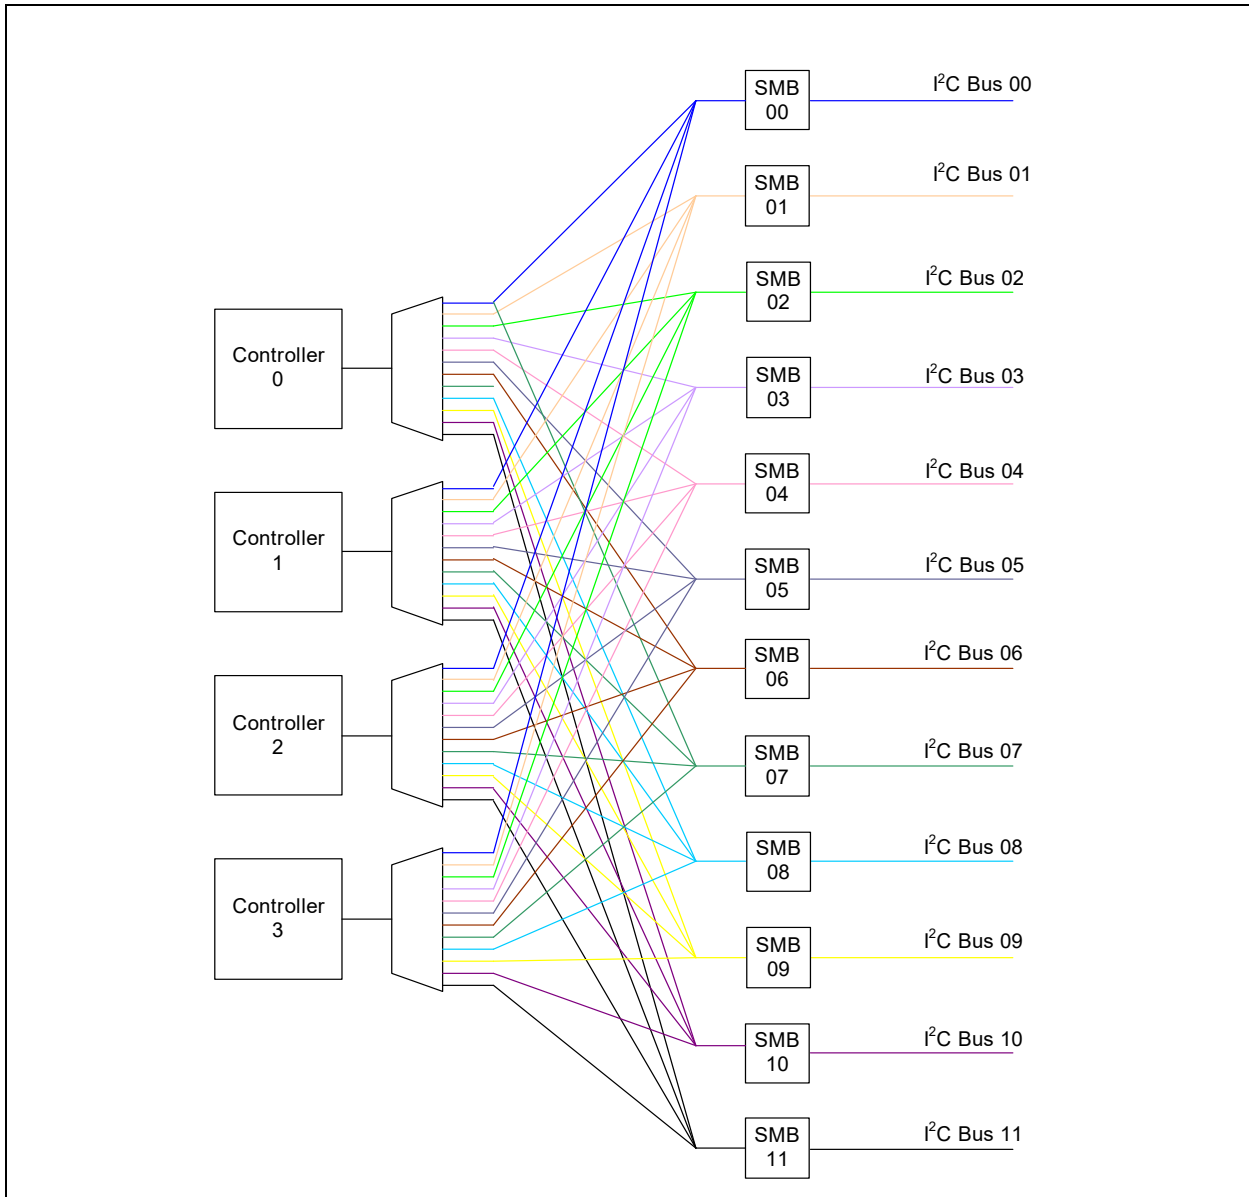 Controller
0
Controller
1
Controller
2
Controller
3
SMB
00
I²C Bus 00
SMB
01
I²C Bus 01
SMB
02
I²C Bus 02
SMB
03
I²C Bus 03
SMB
04
I²C Bus 04
SMB
05
I²C Bus 05
SMB
06
I²C Bus 06
SMB
07
I²C Bus 07
SMB
08
I²C Bus 08
SMB
09
I²C Bus 09
SMB
10
I²C Bus 10
SMB
11
I²C Bus 11